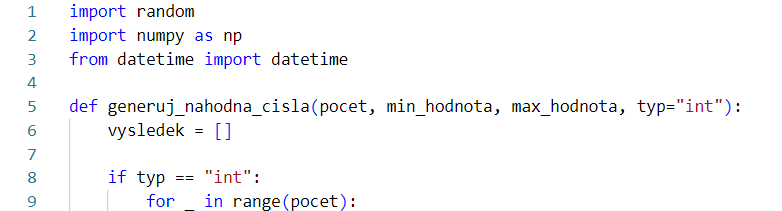 1 import random
2 import numpy as np
3 from datetime import datetime
4
5 def generuj_nahodna_cisla(pocet, min_hodnota, max_hodnota, typ="int"):
6     vysledek = []
7
8     if typ == "int":
9         for _ in range(pocet):